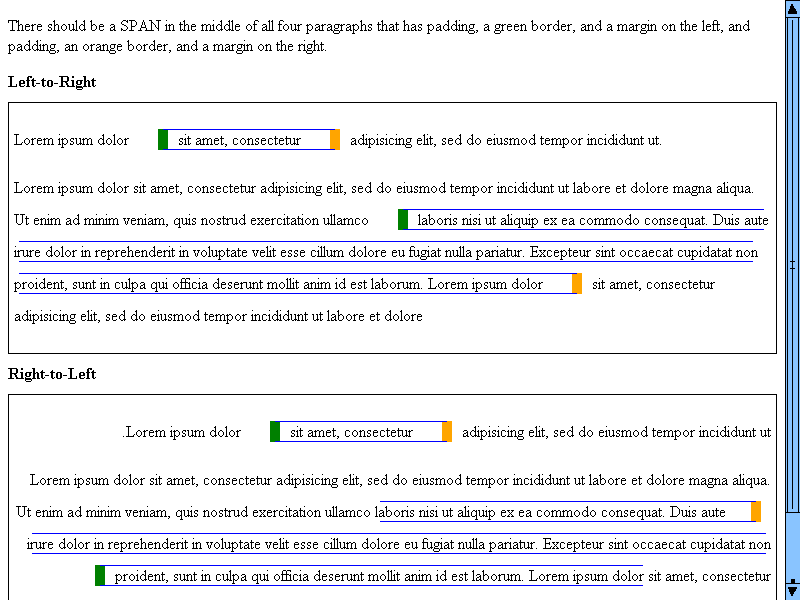 There should be a SPAN in the middle of all four paragraphs that has padding, a green border, and a margin on the left, and
padding, an orange border, and a margin on the right.
Left-to-Right
Lorem ipsum dolor sit amet, consectetur adipisicing elit, sed do eiusmod tempor incididunt ut.
Lorem ipsum dolor sit amet, consectetur adipisicing elit, sed do eiusmod tempor incididunt ut labore et dolore magna aliqua.
Ut enim ad minim veniam, quis nostrud exercitation ullamco laboris nisi ut aliquip ex ea commodo consequat. Duis aute
irure dolor in reprehenderit in voluptate velit esse cillum dolore eu fugiat nulla pariatur. Excepteur sint occaecat cupidatat non
proident, sunt in culpa qui officia deserunt mollit anim id est laborum. Lorem ipsum dolor sit amet, consectetur
adipisicing elit, sed do eiusmod tempor incididunt ut labore et dolore
Right-to-Left
.Lorem ipsum dolor sit amet, consectetur adipisicing elit, sed do eiusmod tempor incididunt ut
Lorem ipsum dolor sit amet, consectetur adipisicing elit, sed do eiusmod tempor incididunt ut labore et dolore magna aliqua.
Ut enim ad minim veniam, quis nostrud exercitation ullamco laboris nisi ut aliquip ex ea commodo consequat. Duis aute
irure dolor in reprehenderit in voluptate velit esse cillum dolore eu fugiat nulla pariatur. Excepteur sint occaecat cupidatat non
proident, sunt in culpa qui officia deserunt mollit anim id est laborum. Lorem ipsum dolor sit amet, consectetur